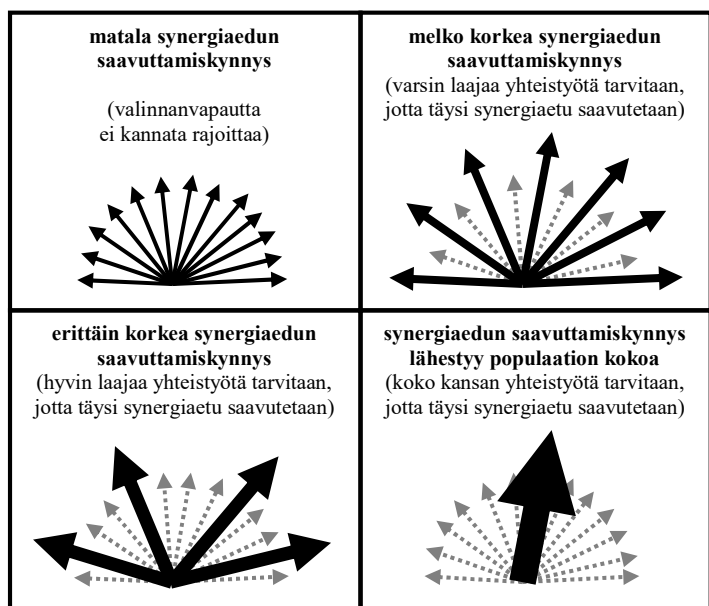 matala synergiaedun
saavuttamiskynnys
(valinnanvapautta
ei kannata rajoittaa)
melko korkea synergiaedun
saavuttamiskynnys
(varsin laajaa yhteistyötä tarvitaan,
jotta täysi synergiaetu saavutetaan)
erittäin korkea synergiaedun
saavuttamiskynnys
(hyvin laajaa yhteistyötä tarvitaan,
jotta täysi synergiaetu saavutetaan)
synergiaedun saavuttamiskynnys
lähestyy populaation kokoa
(koko kansan yhteistyötä tarvitaan,
jotta täysi synergiaetu saavutetaan)